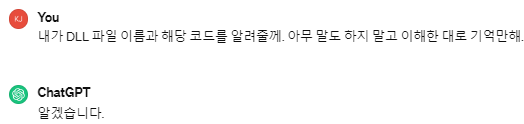 KJ
You
내가 DLL 파일 이름과 해당 코드를 알려줄께. 아무 말도 하지 말고 이해한 대로 기억만해.
ChatGPT
알겠습니다.